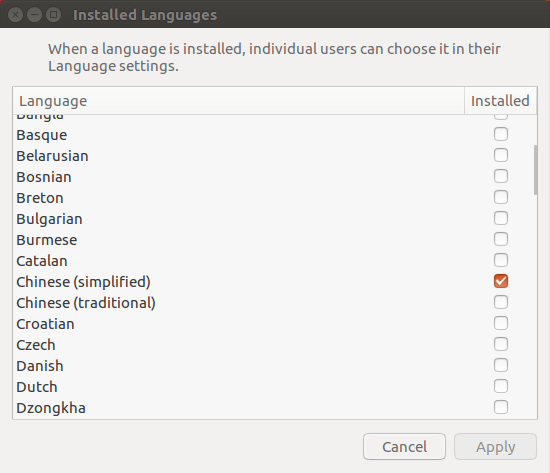 Installed Languages
When a language is installed, individual users can choose it in their
Language settings.
Language Installed
Bangla
Basque
Belarusian
Bosnian
Breton
Bulgarian
Burmese
Catalan
Chinese (simplified)
Chinese (traditional)
Croatian
Czech
Danish
Dutch
Dzongkha
Cancel Apply